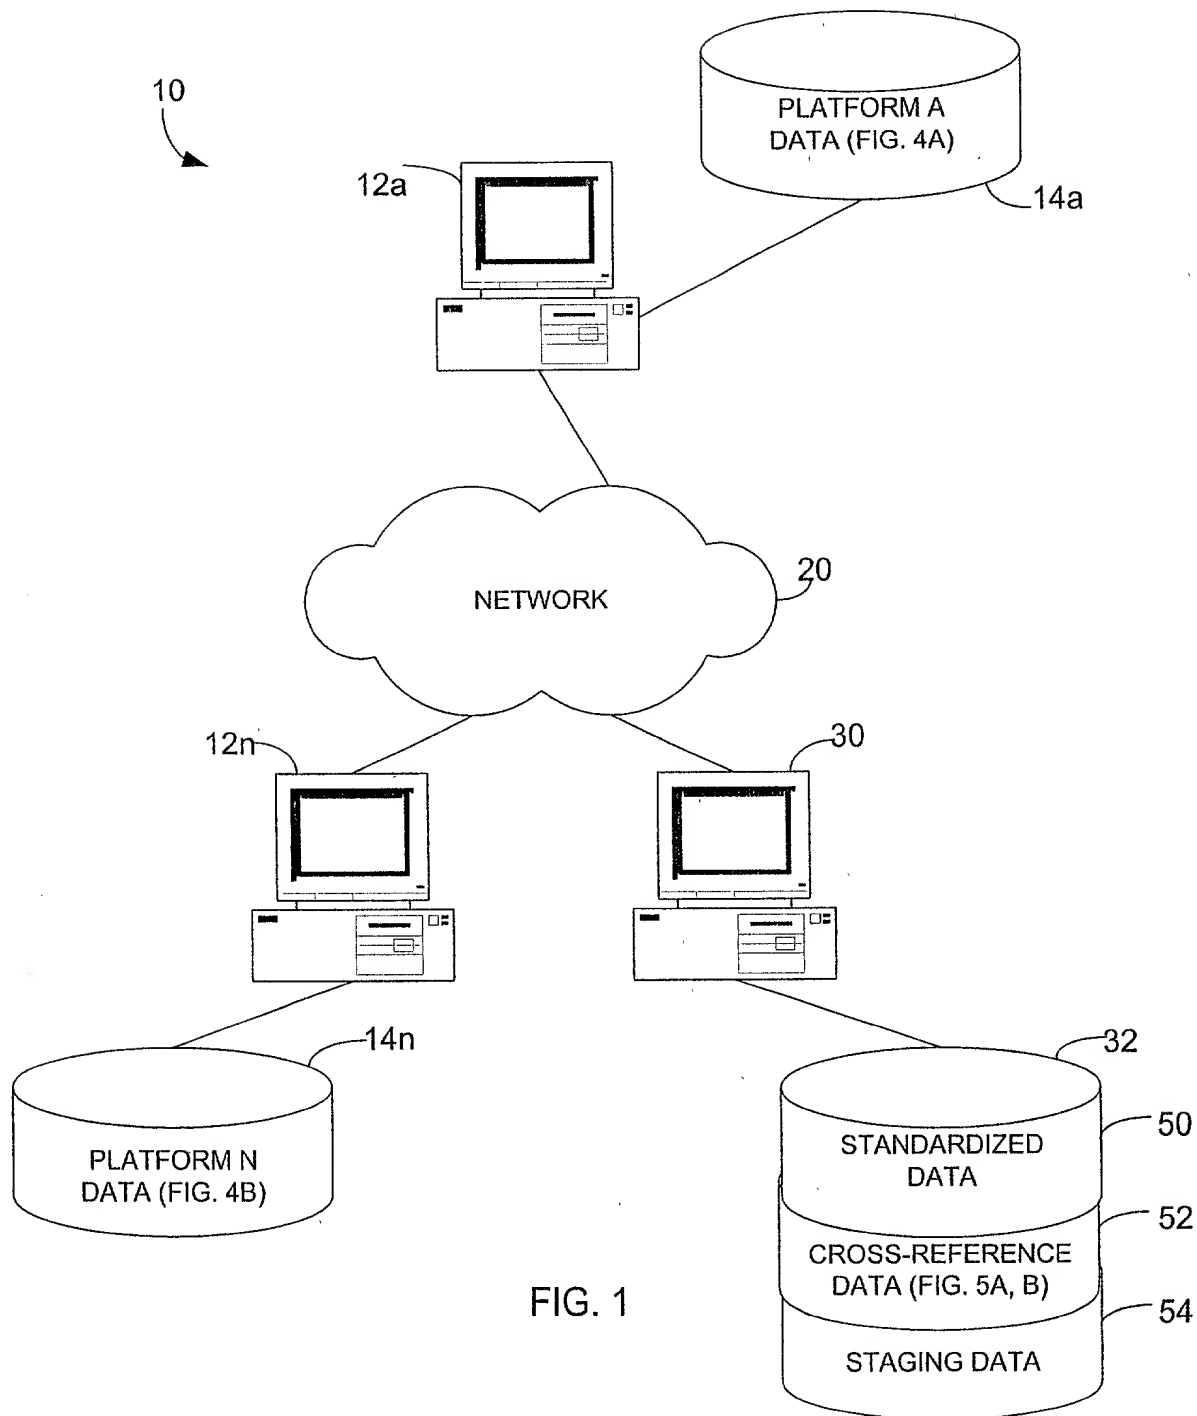 10
PLATFORM A
DATA (FIG. 4A)
12a
14a
NETWORK
20
12n
30
14n
32
PLATFORM N
DATA (FIG. 4B)
STANDARDIZED
DATA
50
CROSS-REFERENCE
DATA (FIG. 5A, B)
52
STAGING DATA
54
FIG. 1